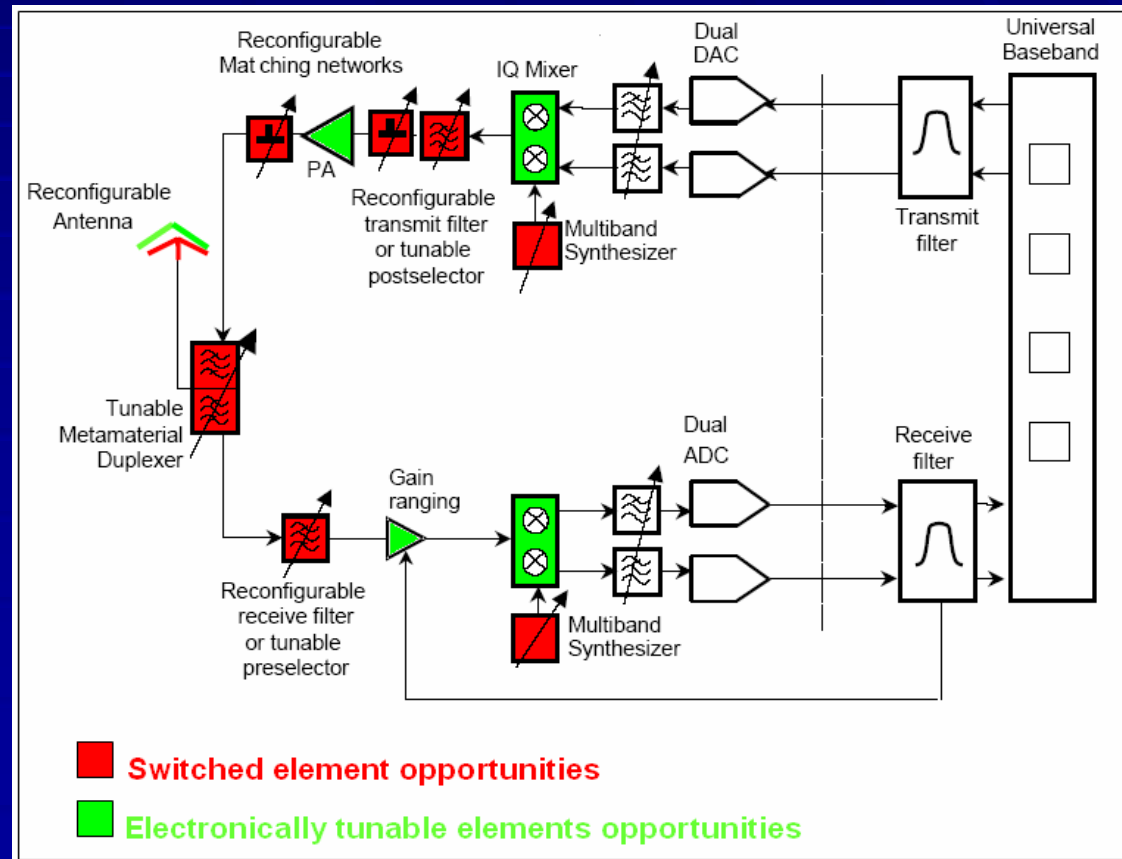 Reconfigurable
Mat ching networks
IQ Mixer
Dual
DAC
Universal
Baseband
PA
Reconfigurable
Antenna
Reconfigurable
transmit filter
or tunable
postselector
Multiband
Synthesizer
Transmit
filter
Tunable
Metamaterial
Duplexer
Gain
ranging
Dual
ADC
Receive
filter
Reconfigurable
receive filter
or tunable
preselector
Multiband
Synthesizer
Switched element opportunities
Electronically tunable elements opportunities